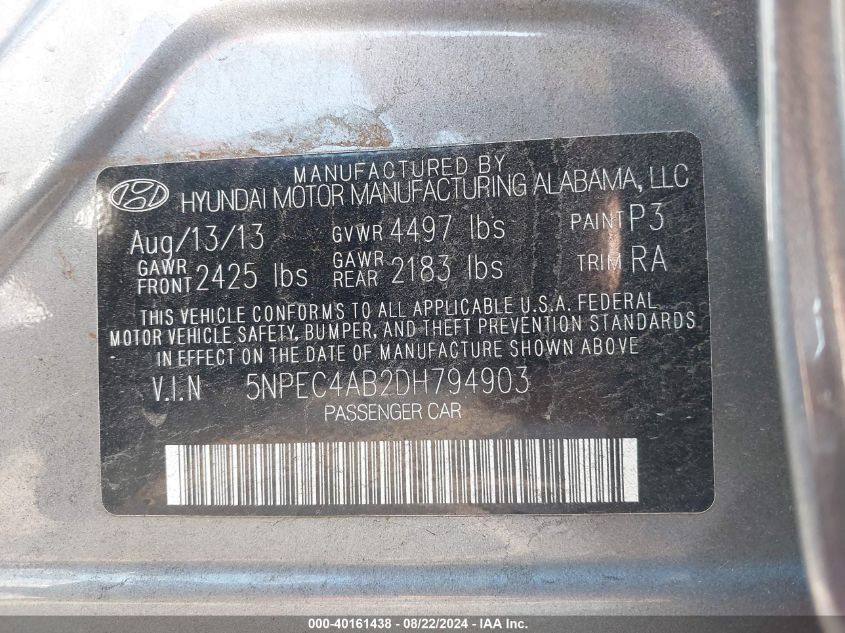 MANUFACTURED BY
HYUNDAI MOTOR MANUFACTURING ALABAMA, LLC
Aug/13/13 GVWR 4497 lbs PAINT P3
GAWR FRONT 2425 lbs GAWR REAR 2183 lbs TRIM RA
THIS VEHICLE CONFORMS TO ALL APPLICABLE U.S.A. FEDERAL
MOTOR VEHICLE SAFETY, BUMPER, AND THEFT PREVENTION STANDARDS
IN EFFECT ON THE DATE OF MANUFACTURE SHOWN ABOVE
V.I.N 5NPEC4AB2DH794903
PASSENGER CAR
000-40161438 - 08/22/2024 - IAA Inc.